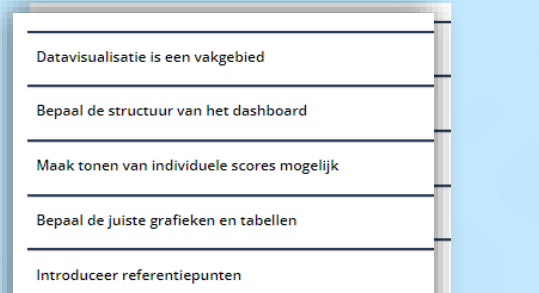 Datavisualisatie is een vakgebied
Bepaal de structuur van het dashboard
Maak tonen van individuele scores mogelijk
Bepaal de juiste grafieken en tabellen
Introduceer referentiepunten